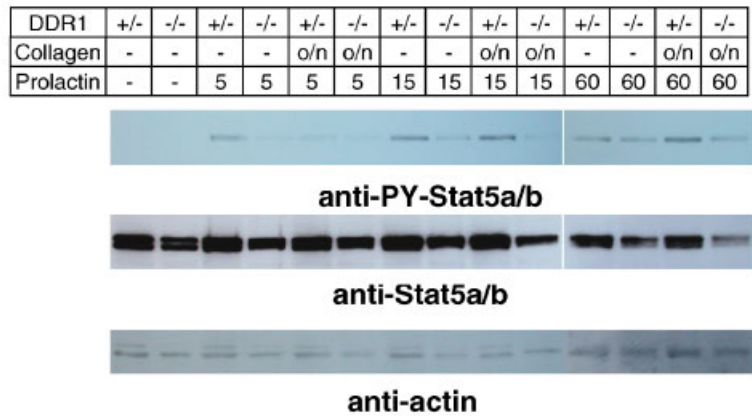 DDR1 +/- -/- +/- -/- +/- -/- +/- -/- +/- -/- +/- -/- +/- -/-
Collagen - - - - o/n o/n - - o/n o/n - - o/n o/n
Prolactin - - 5 5 5 5 15 15 15 15 60 60 60 60
anti-PY-Stat5a/b
anti-Stat5a/b
anti-actin